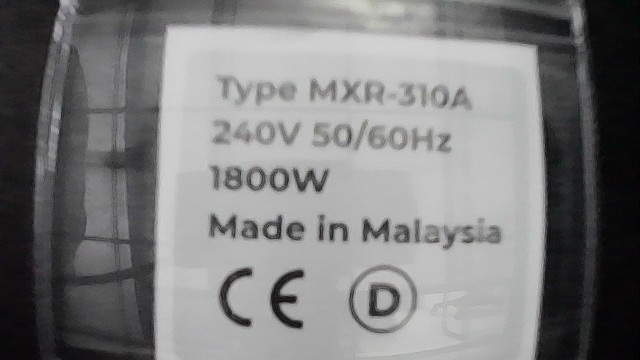 Type MXR-310A
240V 50/60Hz
1800W
Made in Malaysia
CE D